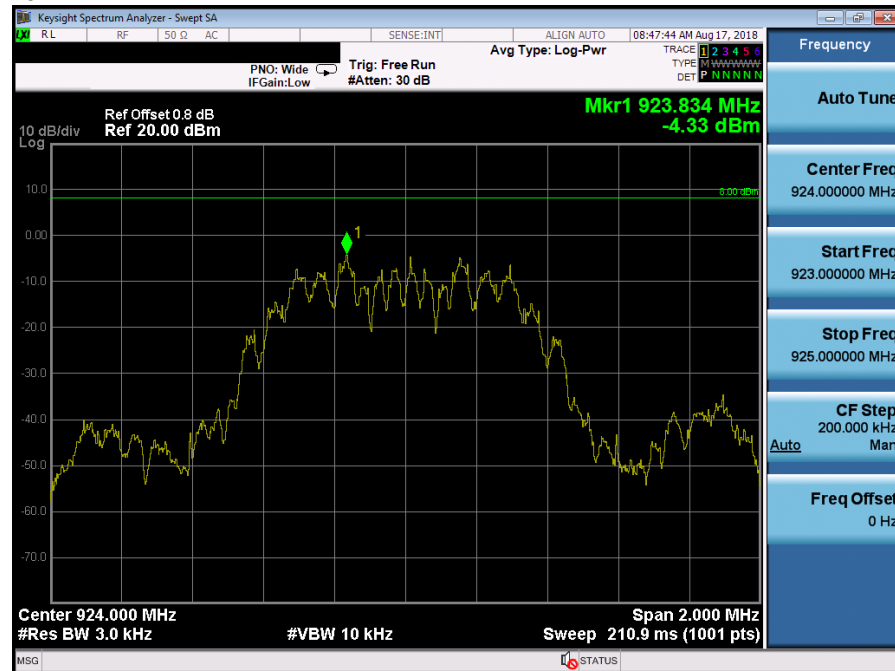 Keysight Spectrum Analyzer - Swept SA
LXI RL RF 50 Ω AC SENSE:INT ALIGN AUTO 08:47:44 AM Aug 17, 2018
Avg Type: Log-Pwr TRACE 1 2 3 4 5 6
PNO: Wide Trig: Free Run TYPE M WWWWW
IFGain:Low #Atten: 30 dB DET P N N N N N
Mkr1 923.834 MHz
Ref Offset 0.8 dB
10 dB/div Ref 20.00 dBm -4.33 dBm
Log
10.0
8.00 dBm
0.00
1
-10.0
-20.0
-30.0
-40.0
-50.0
-60.0
-70.0
Center 924.000 MHz Span 2.000 MHz
#Res BW 3.0 kHz #VBW 10 kHz Sweep 210.9 ms (1001 pts)
MSG STATUS
Frequency
Auto Tune
Center Freq
924.000000 MHz
Start Freq
923.000000 MHz
Stop Freq
925.000000 MHz
CF Step
200.000 kHz
Auto Man
Freq Offset
0 Hz